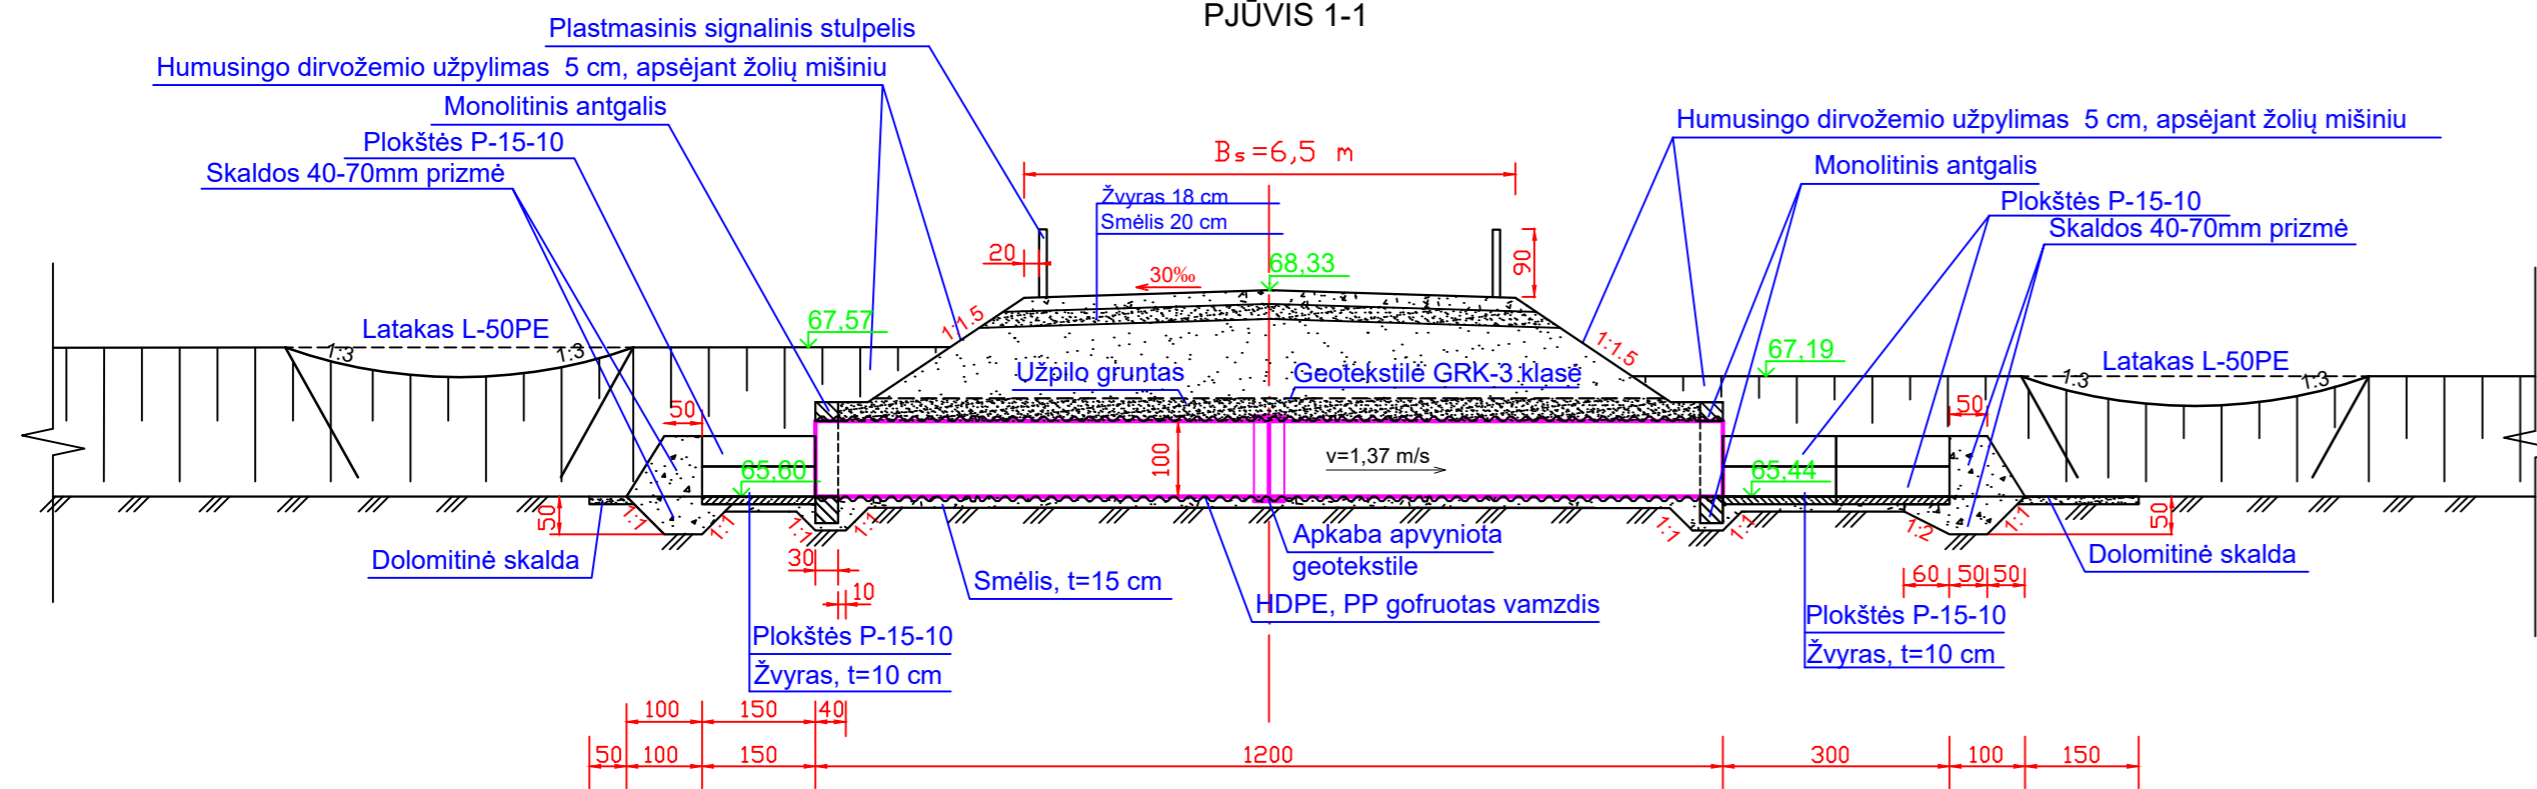 PJŪVIS 1-1
Plastmasinis signalinis stulpelis
Humusingo dirvožemio užpylimas 5 cm, apsėjant žolių mišiniu
Monolitinis antgalis
Plokštės P-15-10
Skaldos 40-70mm prizmė
Humusingo dirvožemio užpylimas 5 cm, apsėjant žolių mišiniu
Monolitinis antgalis
Plokštės P-15-10
Skaldos 40-70mm prizmė
Bs=6,5 m
Žvyras 18 cm
Smėlis 20 cm
20
30‰
68,33
90
67,57
1:1.5
1:1.5
67,19
Latakas L-50PE
1:3
1:3
Latakas L-50PE
1:3
1:3
Užpilo gruntas
Geotekstilė GRK-3 klasė
50
50
65,60
100
v=1,37 m/s
65,44
50
1:1
1:1
1:1
1:1
1:1
1:1
1:2
1:1
50
Dolomitinė skalda
30
10
Smėlis, t=15 cm
Apkaba apvyniota
geotekstile
HDPE, PP gofruotas vamzdis
60
50
50
Dolomitinė skalda
Plokštės P-15-10
Žvyras, t=10 cm
Plokštės P-15-10
Žvyras, t=10 cm
100
150
40
50
100
150
1200
300
100
150